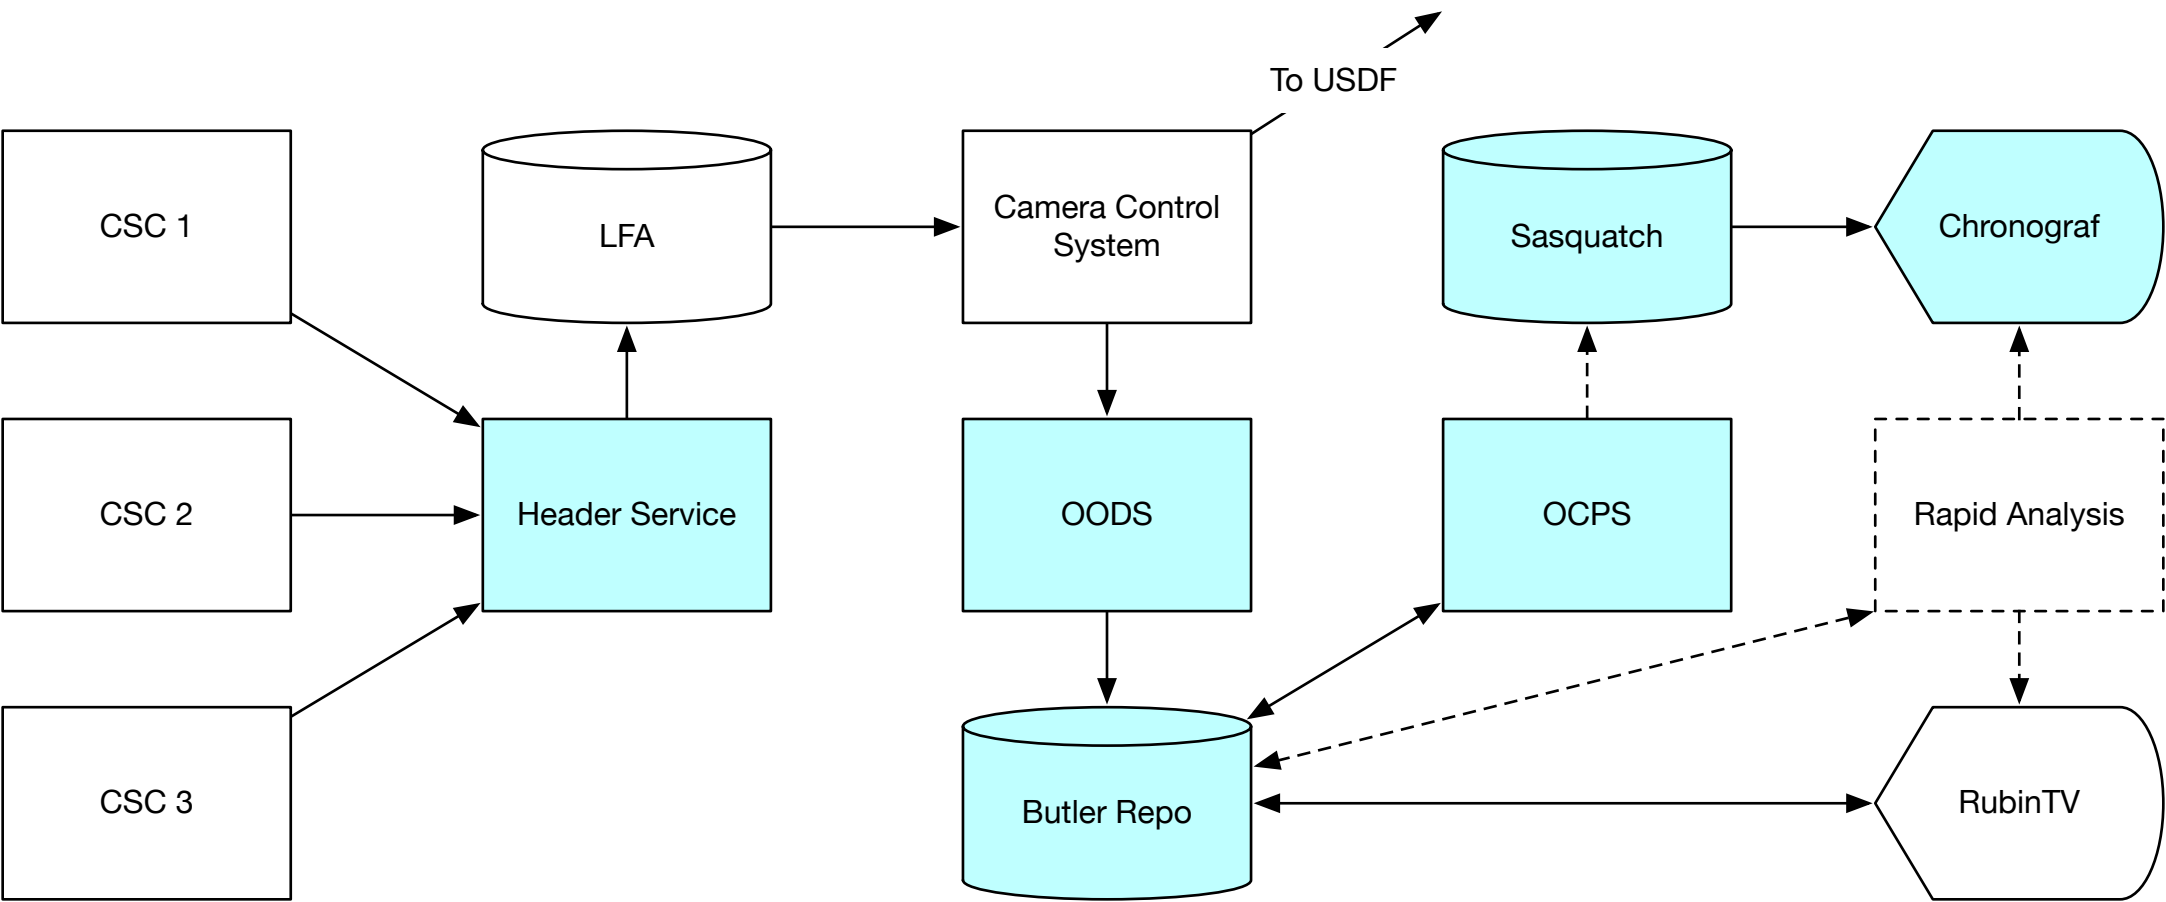 To USDF
CSC 1
LFA
Camera Control
System
Sasquatch
Chronograf
CSC 2
Header Service
OODS
OCPS
Rapid Analysis
CSC 3
Butler Repo
RubinTV